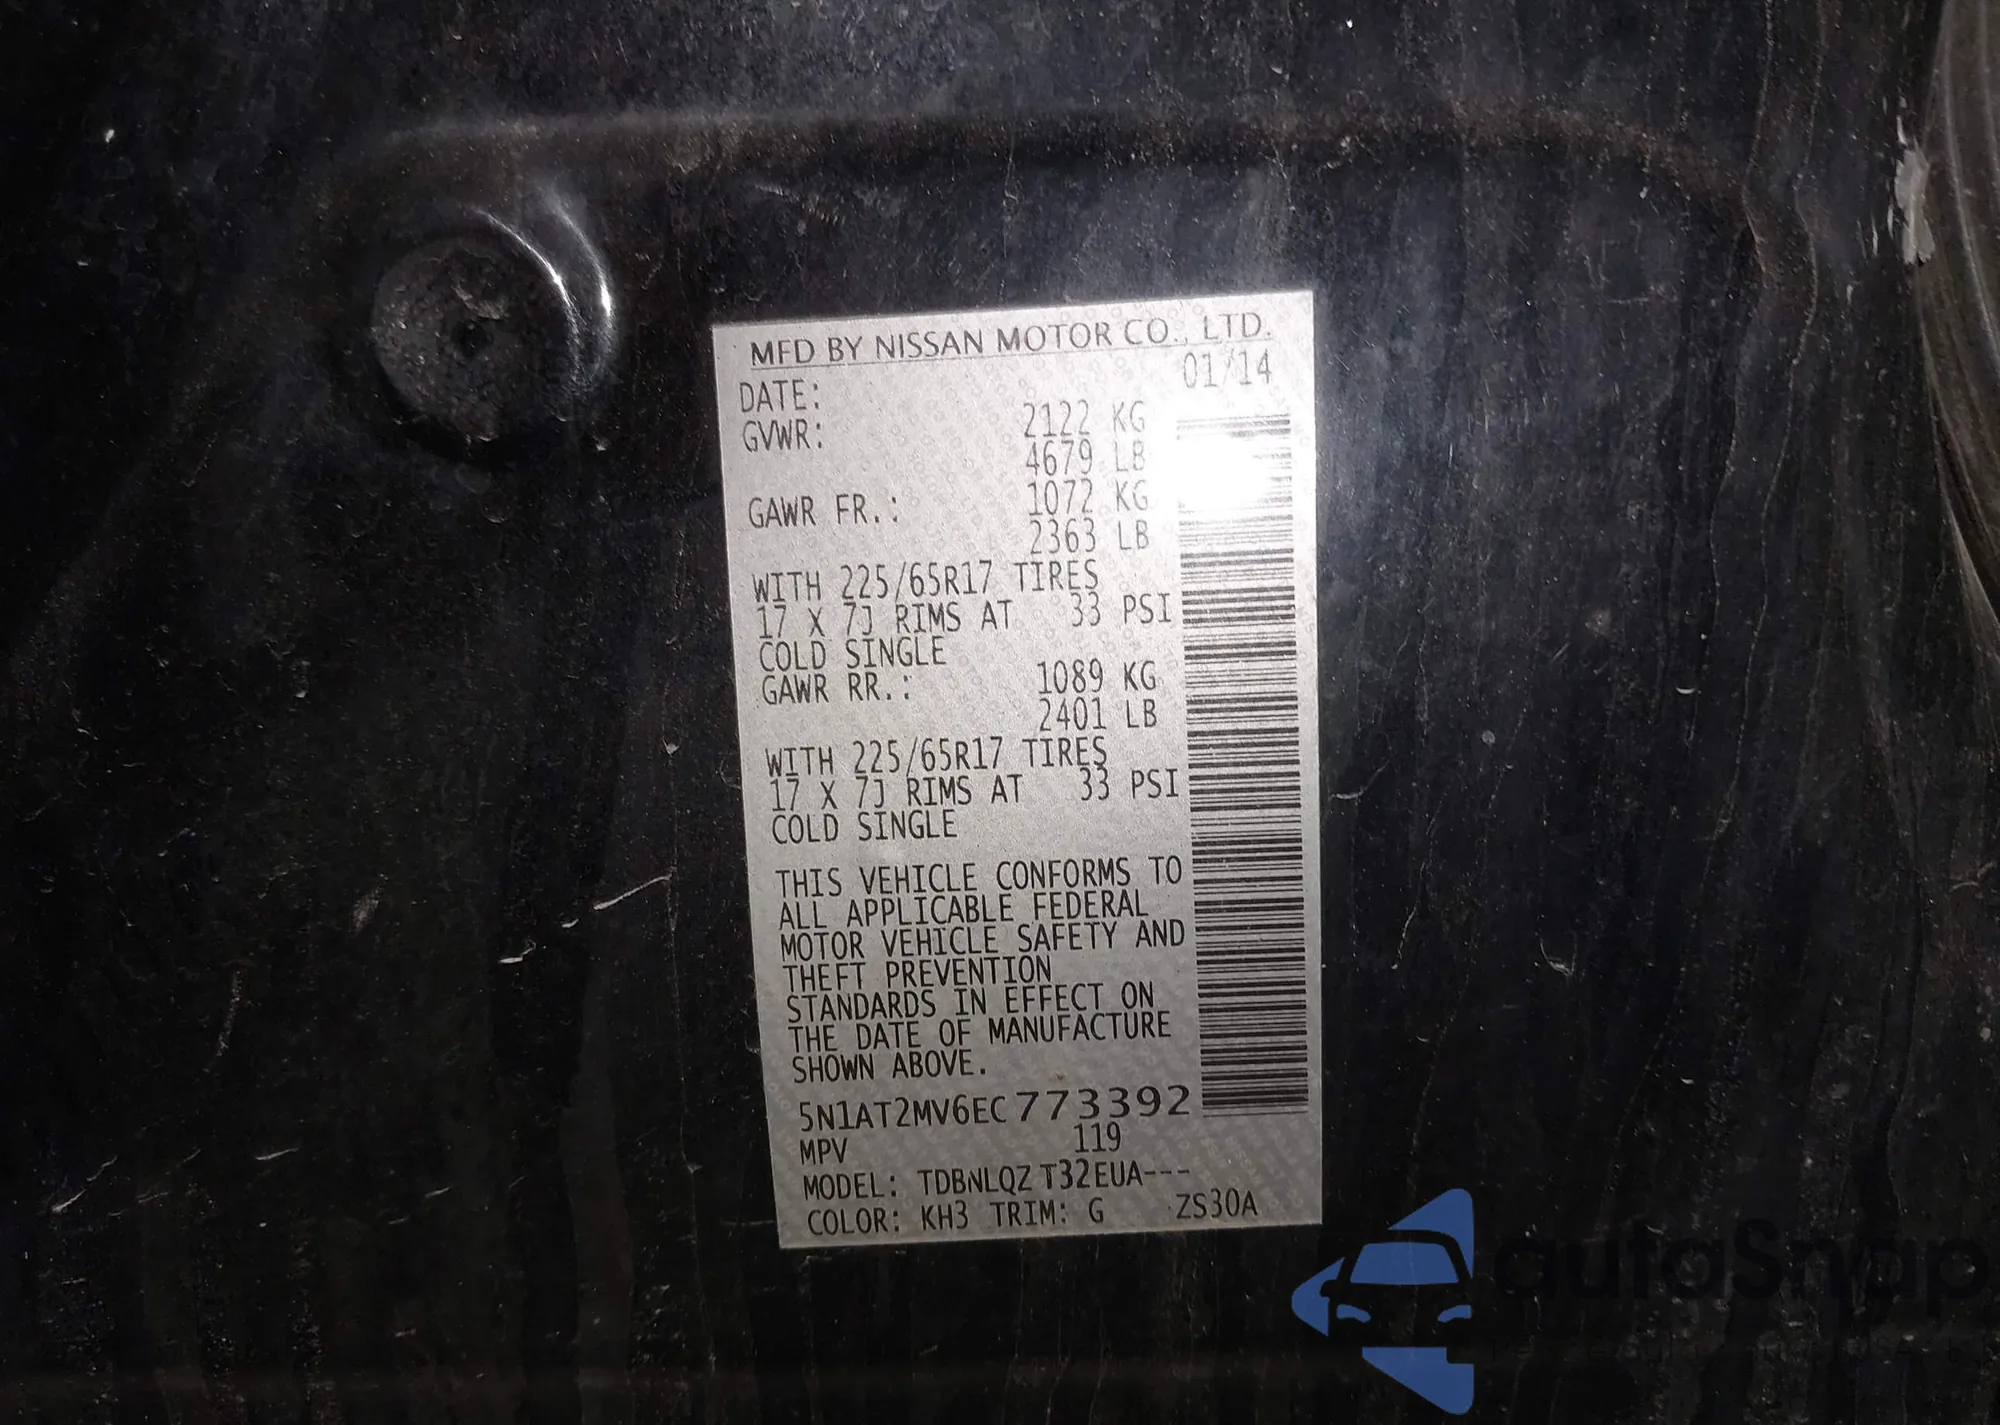 MFD BY NISSAN MOTOR CO., LTD.
DATE: 01/14
GVWR: 2122 KG
4679 LB
GAWR FR.: 1072 KG
2363 LB
WITH 225/65R17 TIRES
17 X 7J RIMS AT 33 PSI
COLD SINGLE
GAWR RR.: 1089 KG
2401 LB
WITH 225/65R17 TIRES
17 X 7J RIMS AT 33 PSI
COLD SINGLE
THIS VEHICLE CONFORMS TO
ALL APPLICABLE FEDERAL
MOTOR VEHICLE SAFETY AND
THEFT PREVENTION
STANDARDS IN EFFECT ON
THE DATE OF MANUFACTURE
SHOWN ABOVE.
5N1AT2MV6EC773392
MPV 119
MODEL: TDBNLQZ T32EUA---
COLOR: KH3 TRIM: G ZS30A
autoSnap